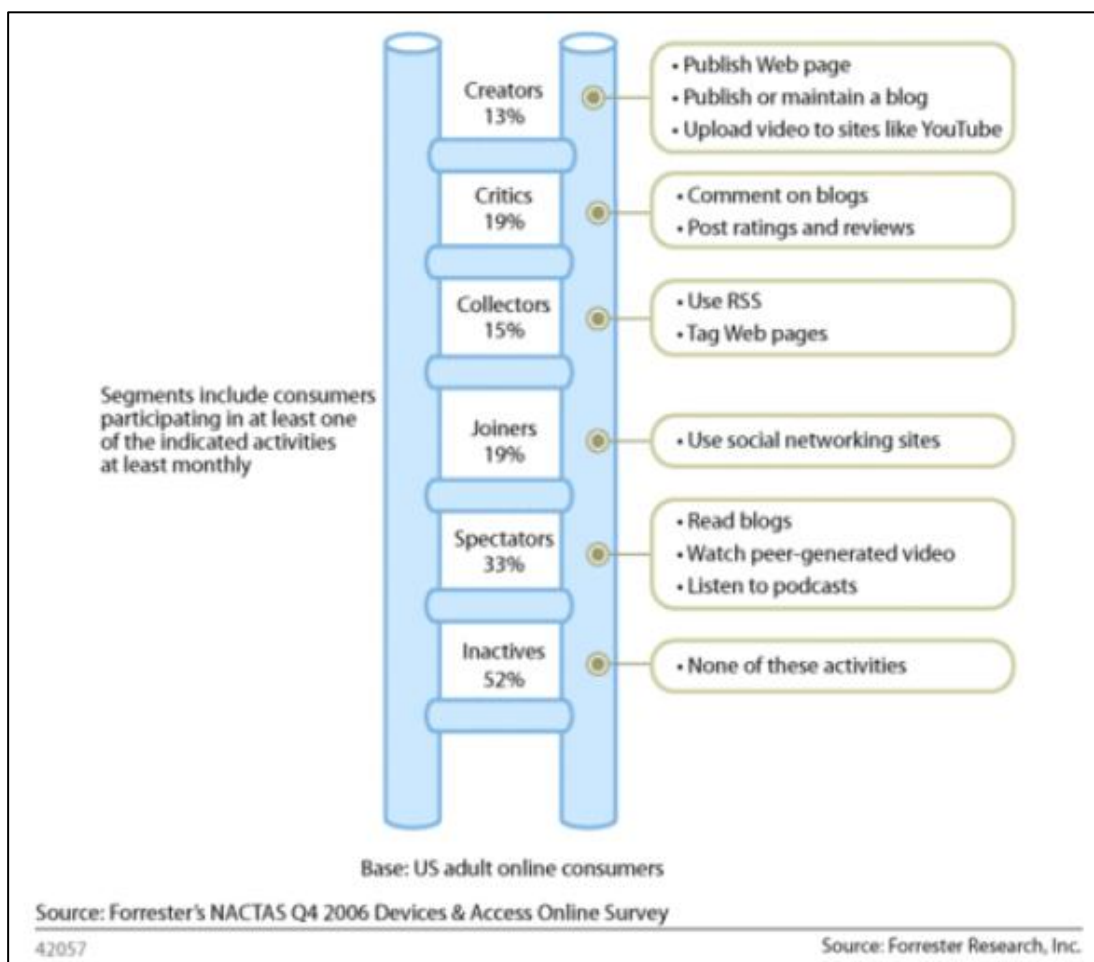 Creators
13%
• Publish Web page
• Publish or maintain a blog
• Upload video to sites like YouTube
Critics
19%
• Comment on blogs
• Post ratings and reviews
Collectors
15%
• Use RSS
• Tag Web pages
Segments include consumers
participating in at least one
of the indicated activities
at least monthly
Joiners
19%
• Use social networking sites
Spectators
33%
• Read blogs
• Watch peer-generated video
• Listen to podcasts
Inactives
52%
• None of these activities
Base: US adult online consumers
Source: Forrester's NACTAS Q4 2006 Devices & Access Online Survey
42057
Source: Forrester Research, Inc.